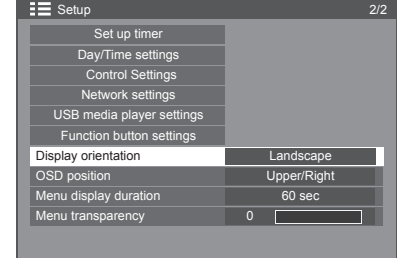 Setup 2/2
Set up timer
Day/Time settings
Control Settings
Network settings
USB media player settings
Function button settings
Display orientation Landscape
OSD position Upper/Right
Menu display duration 60 sec
Menu transparency 0